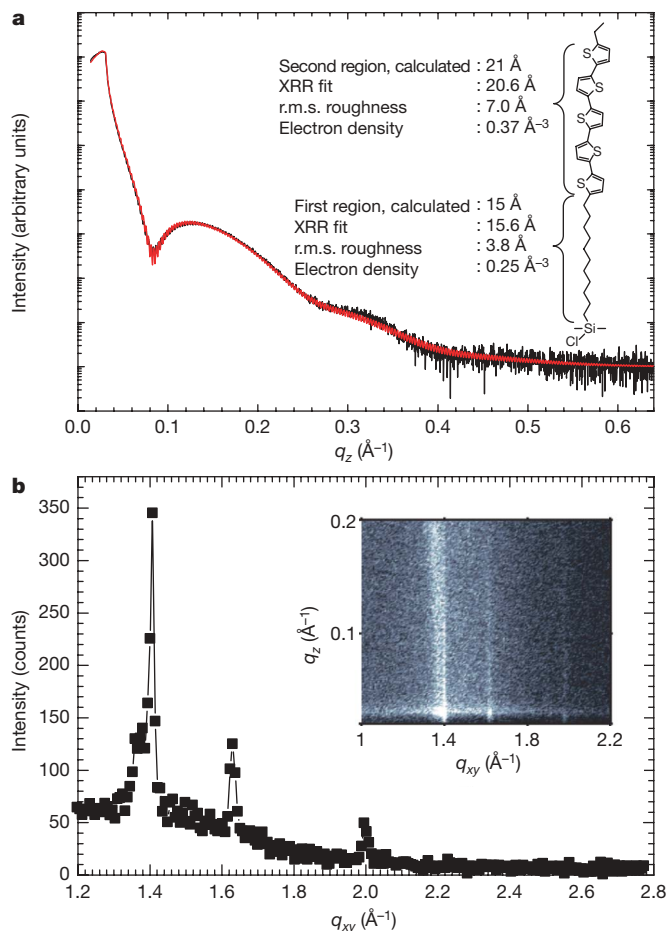 a
Intensity (arbitrary units)
Second region, calculated : 21 Å
XRR fit : 20.6 Å
r.m.s. roughness : 7.0 Å
Electron density : 0.37 Å⁻³
First region, calculated : 15 Å
XRR fit : 15.6 Å
r.m.s. roughness : 3.8 Å
Electron density : 0.25 Å⁻³
S
S
S
S
S
Si
Cl
0.0 0.1 0.2 0.3 0.4 0.5 0.6
q_z (Å⁻¹)
b
Intensity (counts)
350
300
250
200
150
100
50
0
1.2 1.4 1.6 1.8 2.0 2.2 2.4 2.6 2.8
q_xy (Å⁻¹)
0.2
0.1
q_z (Å⁻¹)
1 1.4 1.8 2.2
q_xy (Å⁻¹)